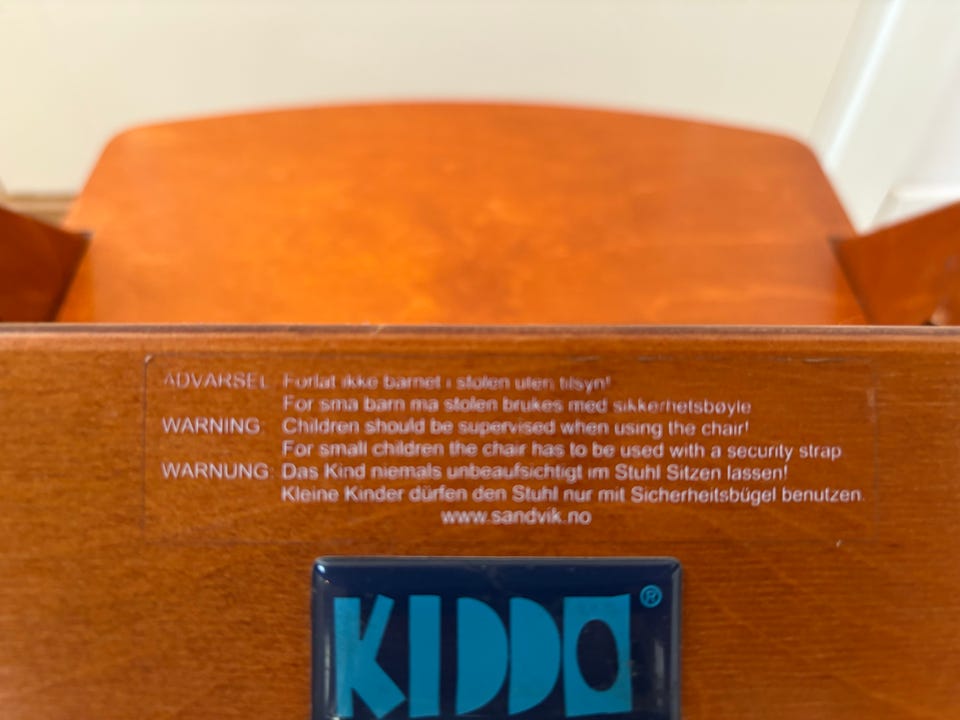 ADVARSEL Forlat ikke barnet i stolen uten tilsyn!
For små barn må stolen brukes med sikkerhetsbøyle
WARNING: Children should be supervised when using the chair!
For small children the chair has to be used with a security strap.
WARNUNG: Das Kind niemals unbeaufsichtigt im Stuhl Sitzen lassen!
Kleine Kinder dürfen den Stuhl nur mit Sicherheitsbügel benutzen.
www.sandvik.no
KIDDO®